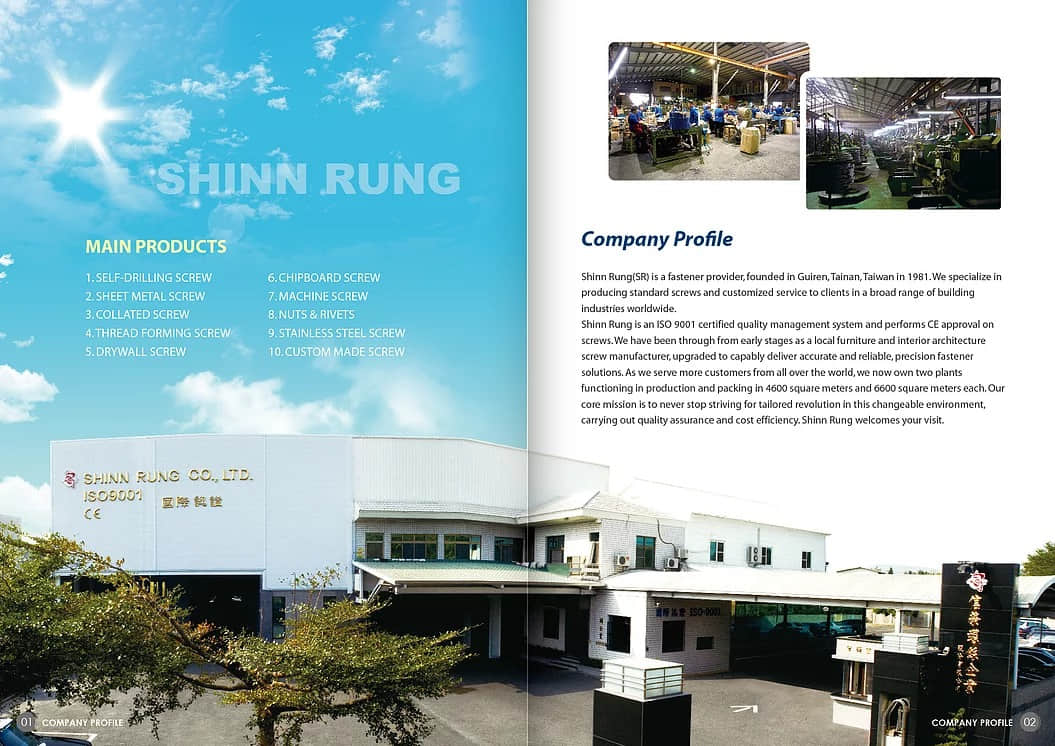 SHINN RUNG
MAIN PRODUCTS
1. SELF-DRILLING SCREW
2. SHEET METAL SCREW
3. COLLATED SCREW
4. THREAD FORMING SCREW
5. DRYWALL SCREW
6. CHIPBOARD SCREW
7. MACHINE SCREW
8. NUTS & RIVETS
9. STAINLESS STEEL SCREW
10. CUSTOM MADE SCREW
SHINN RUNG CO., LTD.
ISO9001 國際認證
CE
01 COMPANY PROFILE
20
Company Profile
Shinn Rung(SR) is a fastener provider, founded in Guiren, Tainan, Taiwan in 1981. We specialize in
producing standard screws and customized service to clients in a broad range of building
industries worldwide.
Shinn Rung is an ISO 9001 certified quality management system and performs CE approval on
screws. We have been through from early stages as a local furniture and interior architecture
screw manufacturer, upgraded to capably deliver accurate and reliable, precision fastener
solutions. As we serve more customers from all over the world, we now own two plants
functioning in production and packing in 4600 square meters and 6600 square meters each. Our
core mission is to never stop striving for tailored revolution in this changeable environment,
carrying out quality assurance and cost efficiency. Shinn Rung welcomes your visit.
國際認證 ISO-9001
COMPANY PROFILE 02